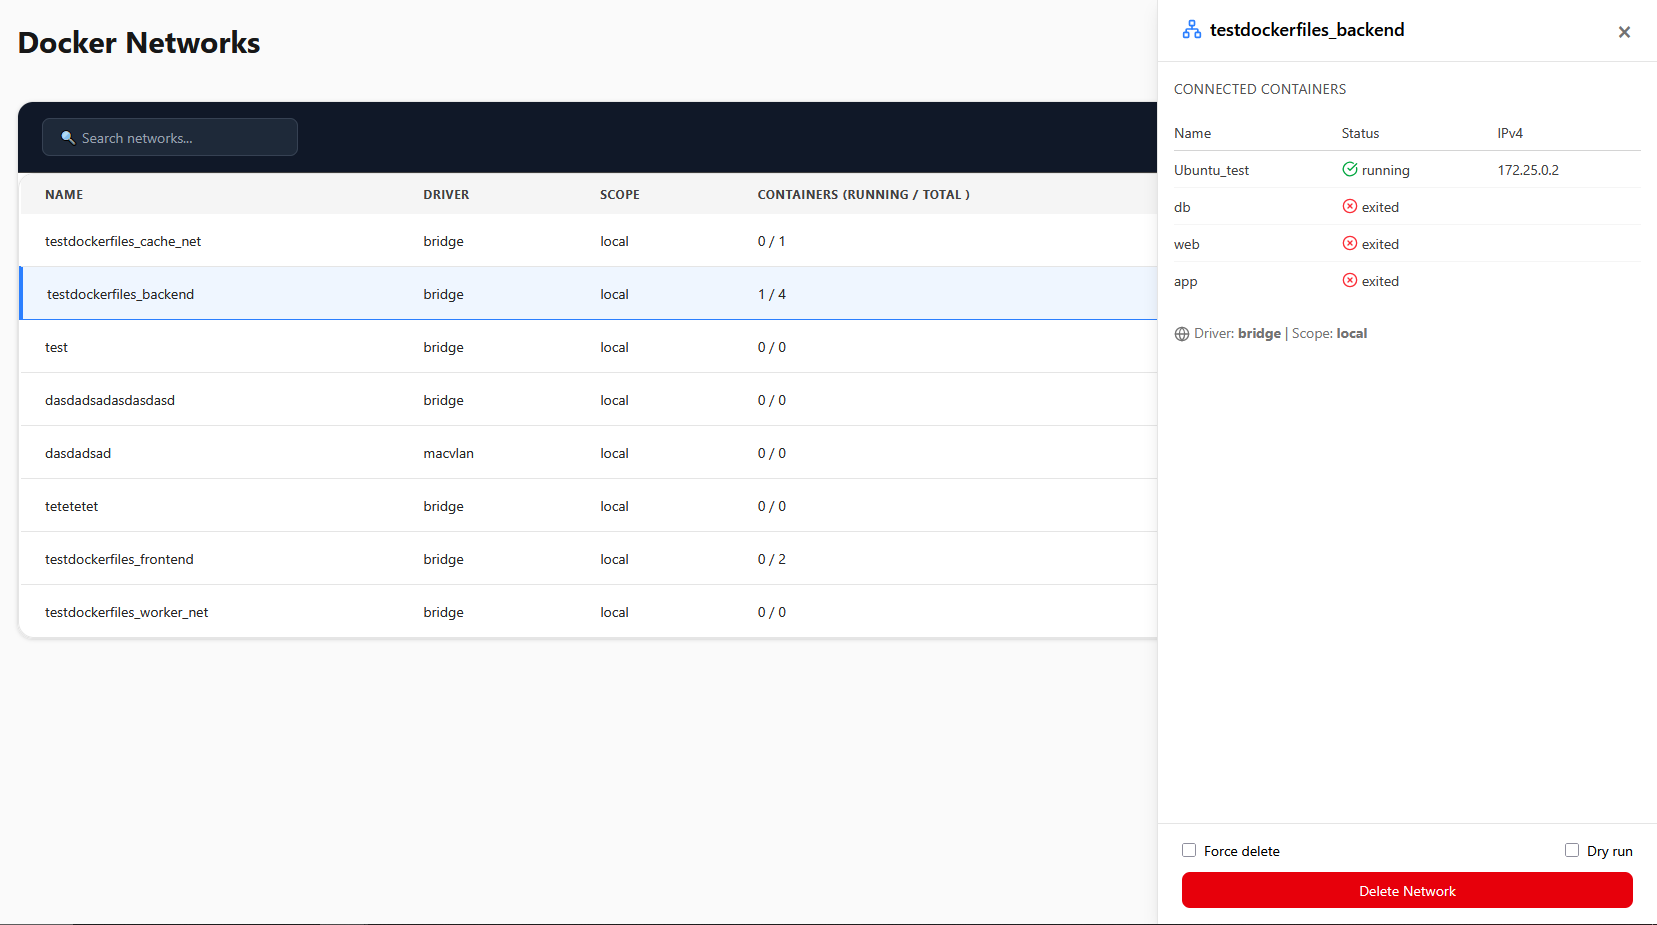 Docker Networks
Search networks...
NAME DRIVER SCOPE CONTAINERS (RUNNING / TOTAL )
testdockerfiles_cache_net bridge local 0 / 1
testdockerfiles_backend bridge local 1 / 4
test bridge local 0 / 0
dasdadsadasdasdasd bridge local 0 / 0
dasdadsad macvlan local 0 / 0
tetetetet bridge local 0 / 0
testdockerfiles_frontend bridge local 0 / 2
testdockerfiles_worker_net bridge local 0 / 0
testdockerfiles_backend ×
CONNECTED CONTAINERS
Name Status IPv4
Ubuntu_test running 172.25.0.2
db exited
web exited
app exited
Driver: bridge | Scope: local
Force delete Dry run
Delete Network